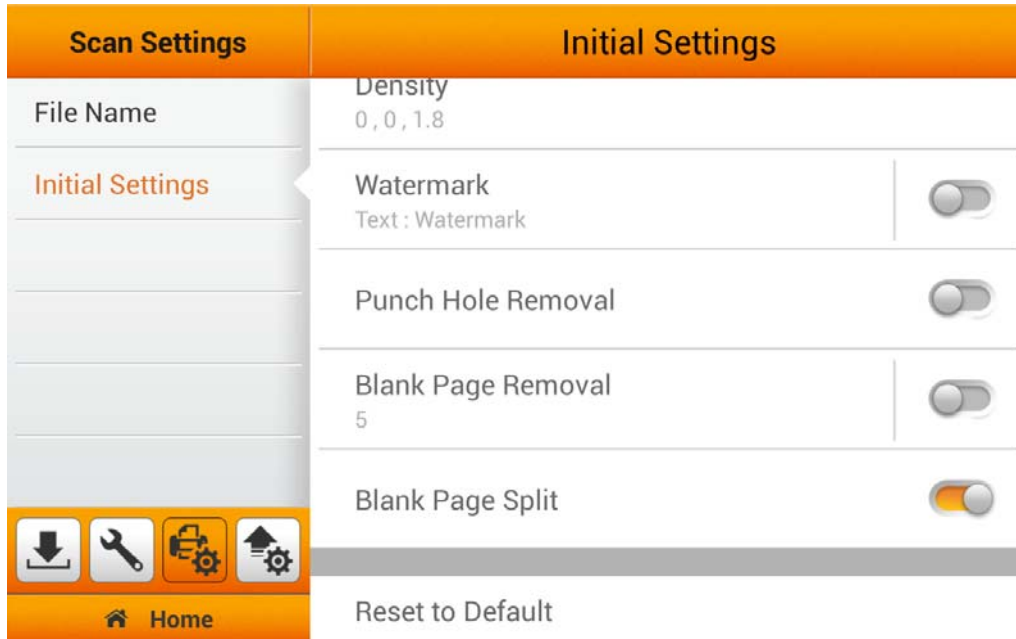 Scan Settings
Initial Settings
File Name
Initial Settings
Home
Density
0 , 0 , 1.8
Watermark
Text : Watermark
Punch Hole Removal
Blank Page Removal
5
Blank Page Split
Reset to Default